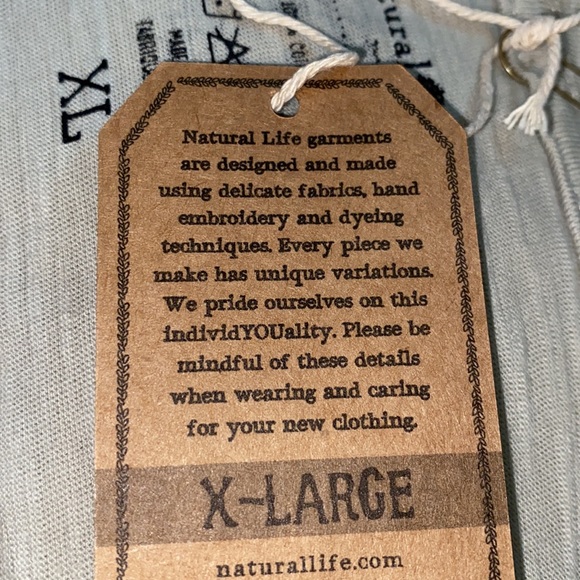 XL
Natural Life garments
are designed and made
using delicate fabrics, hand
embroidery and dyeing
techniques. Every piece we
make has unique variations.
We pride ourselves on this
individYOUality. Please be
mindful of these details
when wearing and caring
for your new clothing.
X-LARGE
naturallife.com